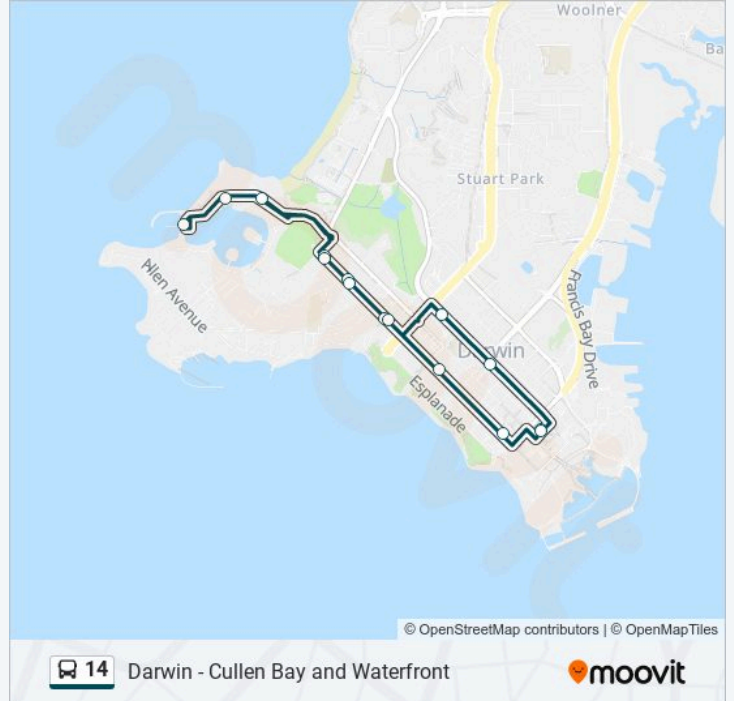 Woolner
Ba
Stuart Park
Allen Avenue
Francis Bay Drive
Darwin
Esplanade
© OpenStreetMap contributors | © OpenMapTiles
14 Darwin - Cullen Bay and Waterfront
moovit